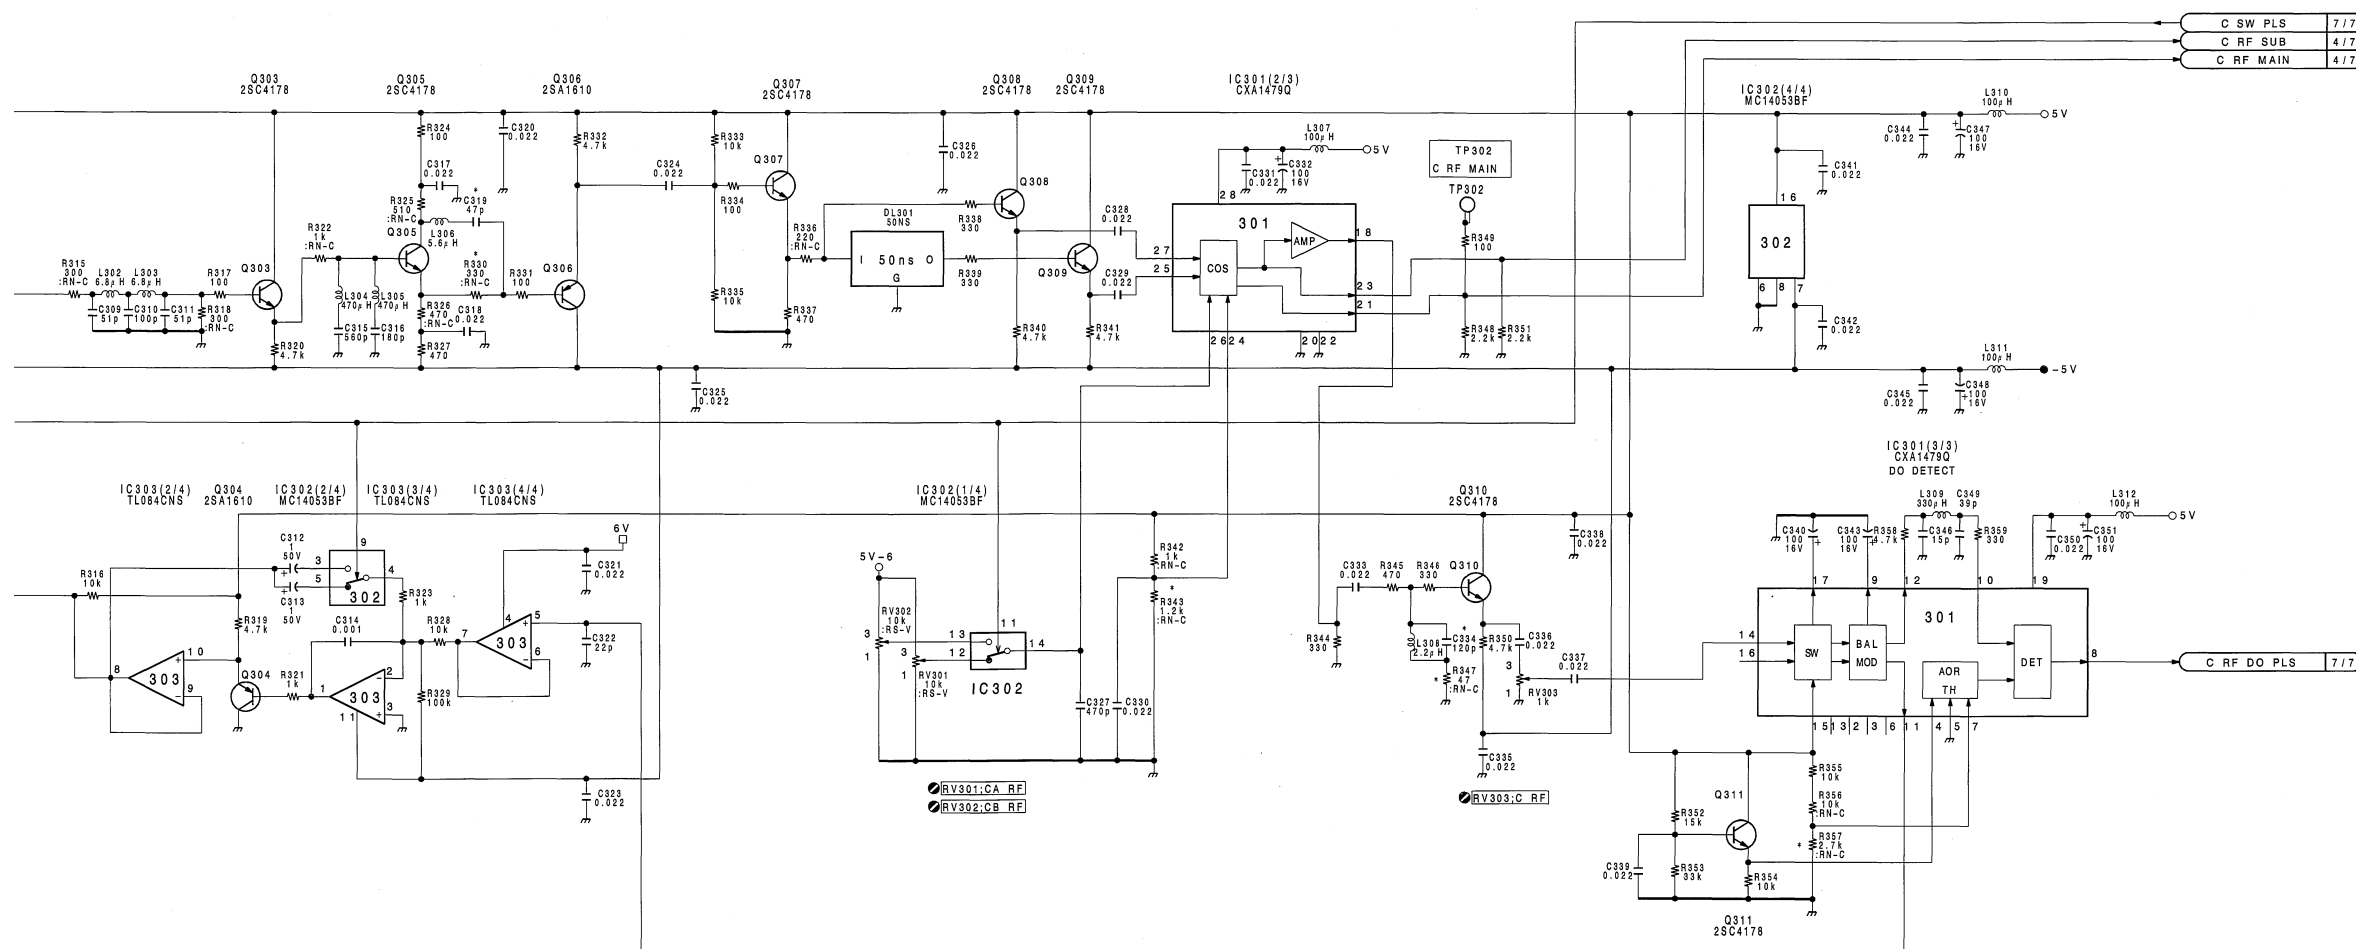 C SW PLS 7/7
C RF SUB 4/7
C RF MAIN 4/7
Q303
2SC4178
Q305
2SC4178
Q306
2SA1610
Q307
2SC4178
Q308
2SC4178
Q309
2SC4178
IC301(2/3)
CXA1479Q
IC302(4/4)
MC14053BF
R315
300
:RN-C
L302
6.8μH
L303
6.8μH
R317
100
C309
51p
C310
100p
C311
51p
R318
300
:RN-C
Q303
R320
4.7k
R322
1k
:RN-C
L304
470μH
L305
470μH
C315
560p
C316
180p
R324
100
C317
0.022
R325
510
:RN-C
*
C319
47p
L306
5.6μH
Q305
*
R330
330
:RN-C
R331
100
R326
470
:RN-C
C318
0.022
R327
470
C320
0.022
R332
4.7k
Q306
C324
0.022
R333
10k
R334
100
R335
10k
Q307
R336
220
:RN-C
R337
470
DL301
50NS
I 50ns O
G
C326
0.022
R338
330
R339
330
Q308
Q309
R340
4.7k
R341
4.7k
C328
0.022
C329
0.022
C325
0.022
L307
100μH
5V
C331
0.022
+
C332
100
16V
28
301
AMP
COS
27
25
18
23
21
26 24
20 22
TP302
C RF MAIN
TP302
R349
100
R348
2.2k
R351
2.2k
L310
100μH
5V
C344
0.022
+
C347
100
16V
C341
0.022
16
302
6 8 7
C342
0.022
L311
100μH
-5V
C345
0.022
C348
+100
16V
IC303(2/4)
TL084CNS
Q304
2SA1610
IC302(2/4)
MC14053BF
IC303(3/4)
TL084CNS
IC303(4/4)
TL084CNS
R316
10k
8
303
+ 10
- 9
R319
4.7k
Q304
R321
1k
C312
1
50V
+
+
C313
1
50V
9
3
5
4
302
R323
1k
C314
0.001
R328
10k
R329
100k
1
303
- 2
+ 3
11
7
303
4
+ 5
- 6
6V
C321
0.022
C322
22p
C323
0.022
IC302(1/4)
MC14053BF
5V-6
RV302
10k
:RS-V
3
1
3
1
RV301
10k
:RS-V
11
13
12
14
IC302
C327
470p
C330
0.022
R342
1k
:RN-C
*
R343
1.2k
:RN-C
RV301;CA RF
RV302;CB RF
Q310
2SC4178
C333
0.022
R345
470
R346
330
Q310
R344
330
L308
2.2μH
*
C334
120p
*
R347
47
:RN-C
R350
4.7k
C336
0.022
C337
0.022
3
1
RV303
1k
C335
0.022
C338
0.022
RV303;C RF
IC301(3/3)
CXA1479Q
DO DETECT
C340
100
16V
+
C343
100
16V
+
R358
4.7k
L309
330μH
C349
39p
C346
15p
R359
330
L312
100μH
5V
C350
0.022
+
C351
100
16V
17 9 12 10 19
301
14
16
SW
BAL
MOD
AOR
TH
DET
8
C RF DO PLS 7/7
15 13 2 3 6 11 1 4 5 7
R355
10k
R356
10k
:RN-C
*
R357
2.7k
:RN-C
Q311
R352
15k
R353
33k
R354
10k
C339
0.022
Q311
2SC4178